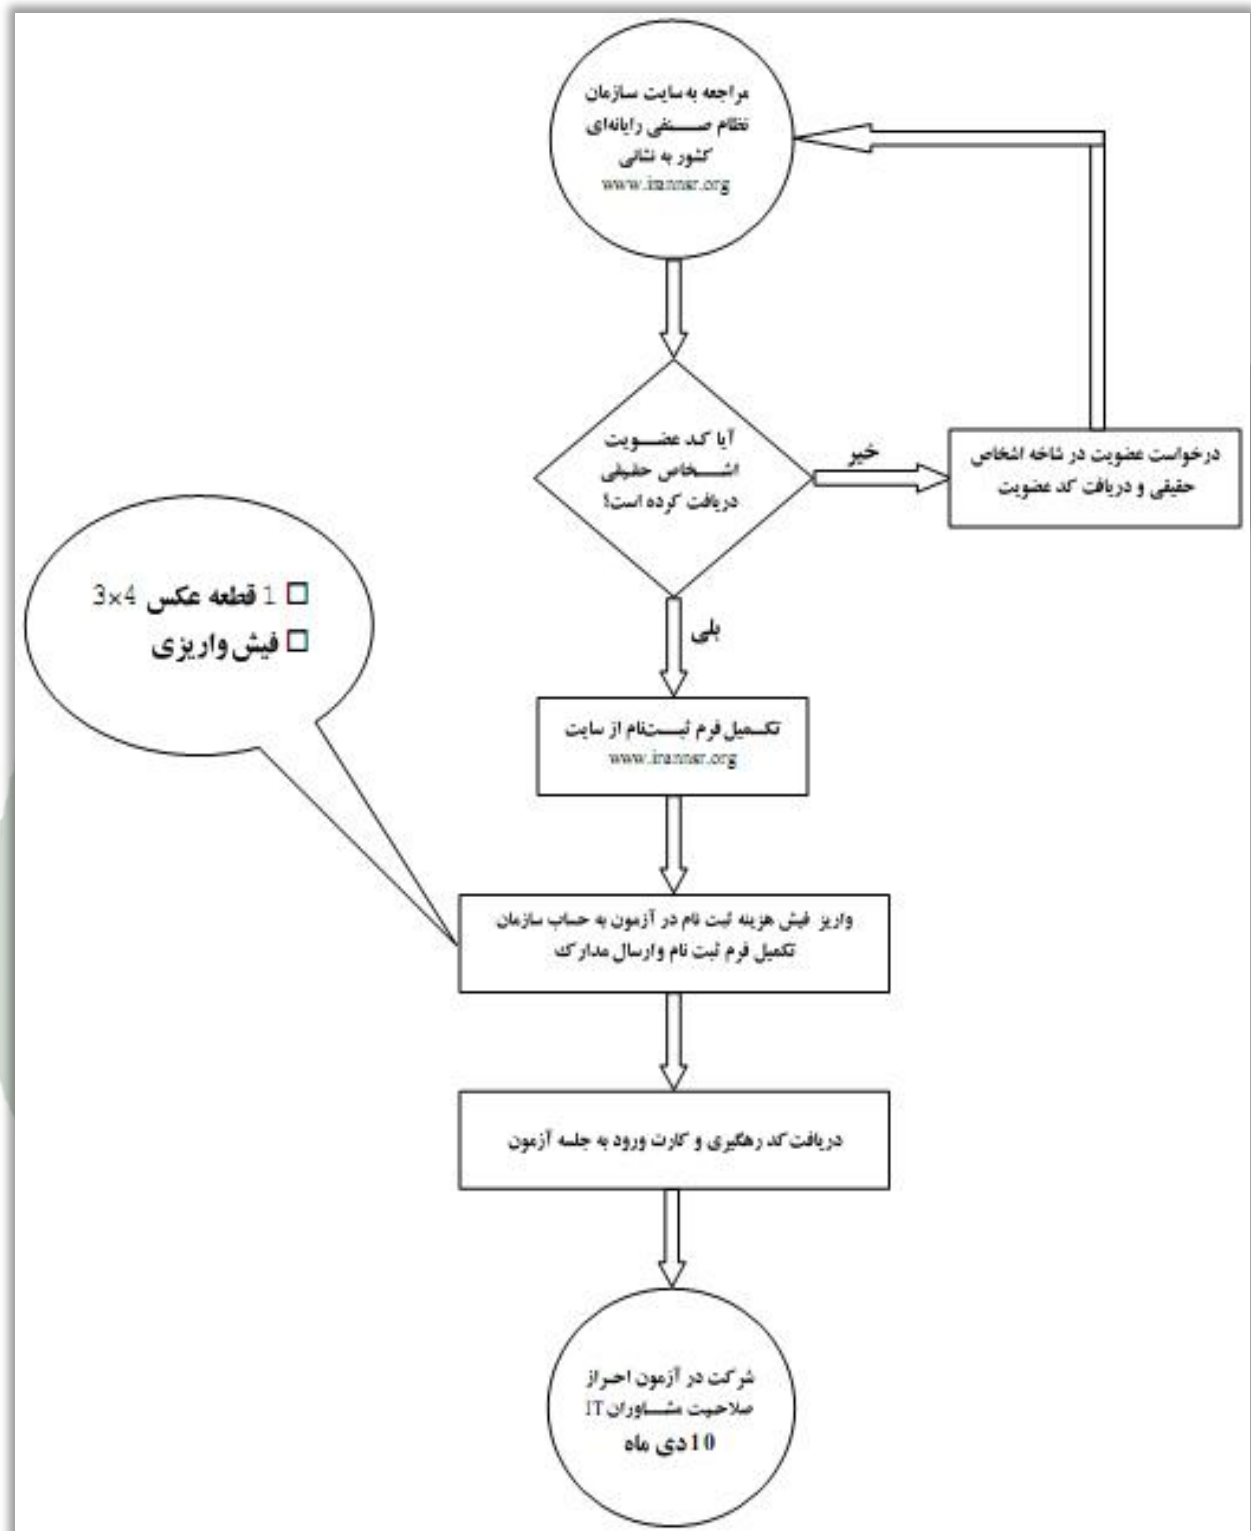 مراجعه به سایت سازمان
نظام صنفی رایانه‌ای
کشور به نشانی
www.irannsr.org
آیا کد عضویت
اشخاص حقیقی
دریافت کرده است؟
خیر
درخواست عضویت در شاخه اشخاص
حقیقی و دریافت کد عضویت
بلی
تکمیل فرم ثبت‌نام از سایت
www.irannsr.org
1 قطعه عکس 4×3
فیش واریزی
واریز فیش هزینه ثبت نام در آزمون به حساب سازمان
تکمیل فرم ثبت نام وارسال مدارک
دریافت کد رهگیری و کارت ورود به جلسه آزمون
شرکت در آزمون احراز
صلاحیت مشاوران IT
10 دی ماه